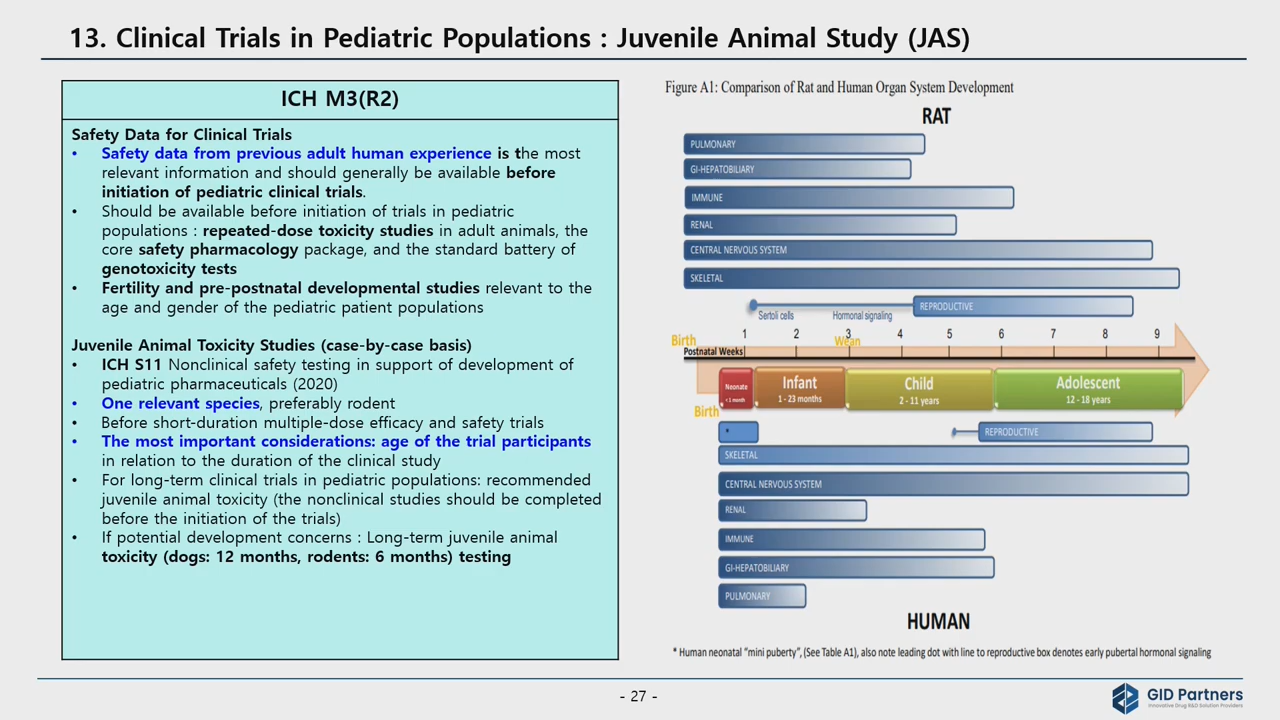 13. Clinical Trials in Pediatric Populations : Juvenile Animal Study (JAS)
ICH M3(R2)
Safety Data for Clinical Trials
• Safety data from previous adult human experience is the most
relevant information and should generally be available before
initiation of pediatric clinical trials.
• Should be available before initiation of trials in pediatric
populations : repeated-dose toxicity studies in adult animals, the
core safety pharmacology package, and the standard battery of
genotoxicity tests
• Fertility and pre-postnatal developmental studies relevant to the
age and gender of the pediatric patient populations
Juvenile Animal Toxicity Studies (case-by-case basis)
• ICH S11 Nonclinical safety testing in support of development of
pediatric pharmaceuticals (2020)
• One relevant species, preferably rodent
• Before short-duration multiple-dose efficacy and safety trials
• The most important considerations: age of the trial participants
in relation to the duration of the clinical study
• For long-term clinical trials in pediatric populations: recommended
juvenile animal toxicity (the nonclinical studies should be completed
before the initiation of the trials)
• If potential development concerns : Long-term juvenile animal
toxicity (dogs: 12 months, rodents: 6 months) testing
Figure A1: Comparison of Rat and Human Organ System Development
RAT
PULMONARY
GI-HEPATOBILIARY
IMMUNE
RENAL
CENTRAL NERVOUS SYSTEM
SKELETAL
REPRODUCTIVE
Sertoli cells Hormonal signaling
Birth 1 2 3 4 5 6 7 8 9
Wean
Postnatal Weeks
Neonate Infant Child Adolescent
< 1 month 1 - 23 months 2 - 11 years 12 - 18 years
Birth
* REPRODUCTIVE
SKELETAL
CENTRAL NERVOUS SYSTEM
RENAL
IMMUNE
GI-HEPATOBILIARY
PULMONARY
HUMAN
* Human neonatal “mini puberty”, (See Table A1), also note leading dot with line to reproductive box denotes early pubertal hormonal signaling
- 27 -
GID Partners
Innovative Drug R&D Solution Providers